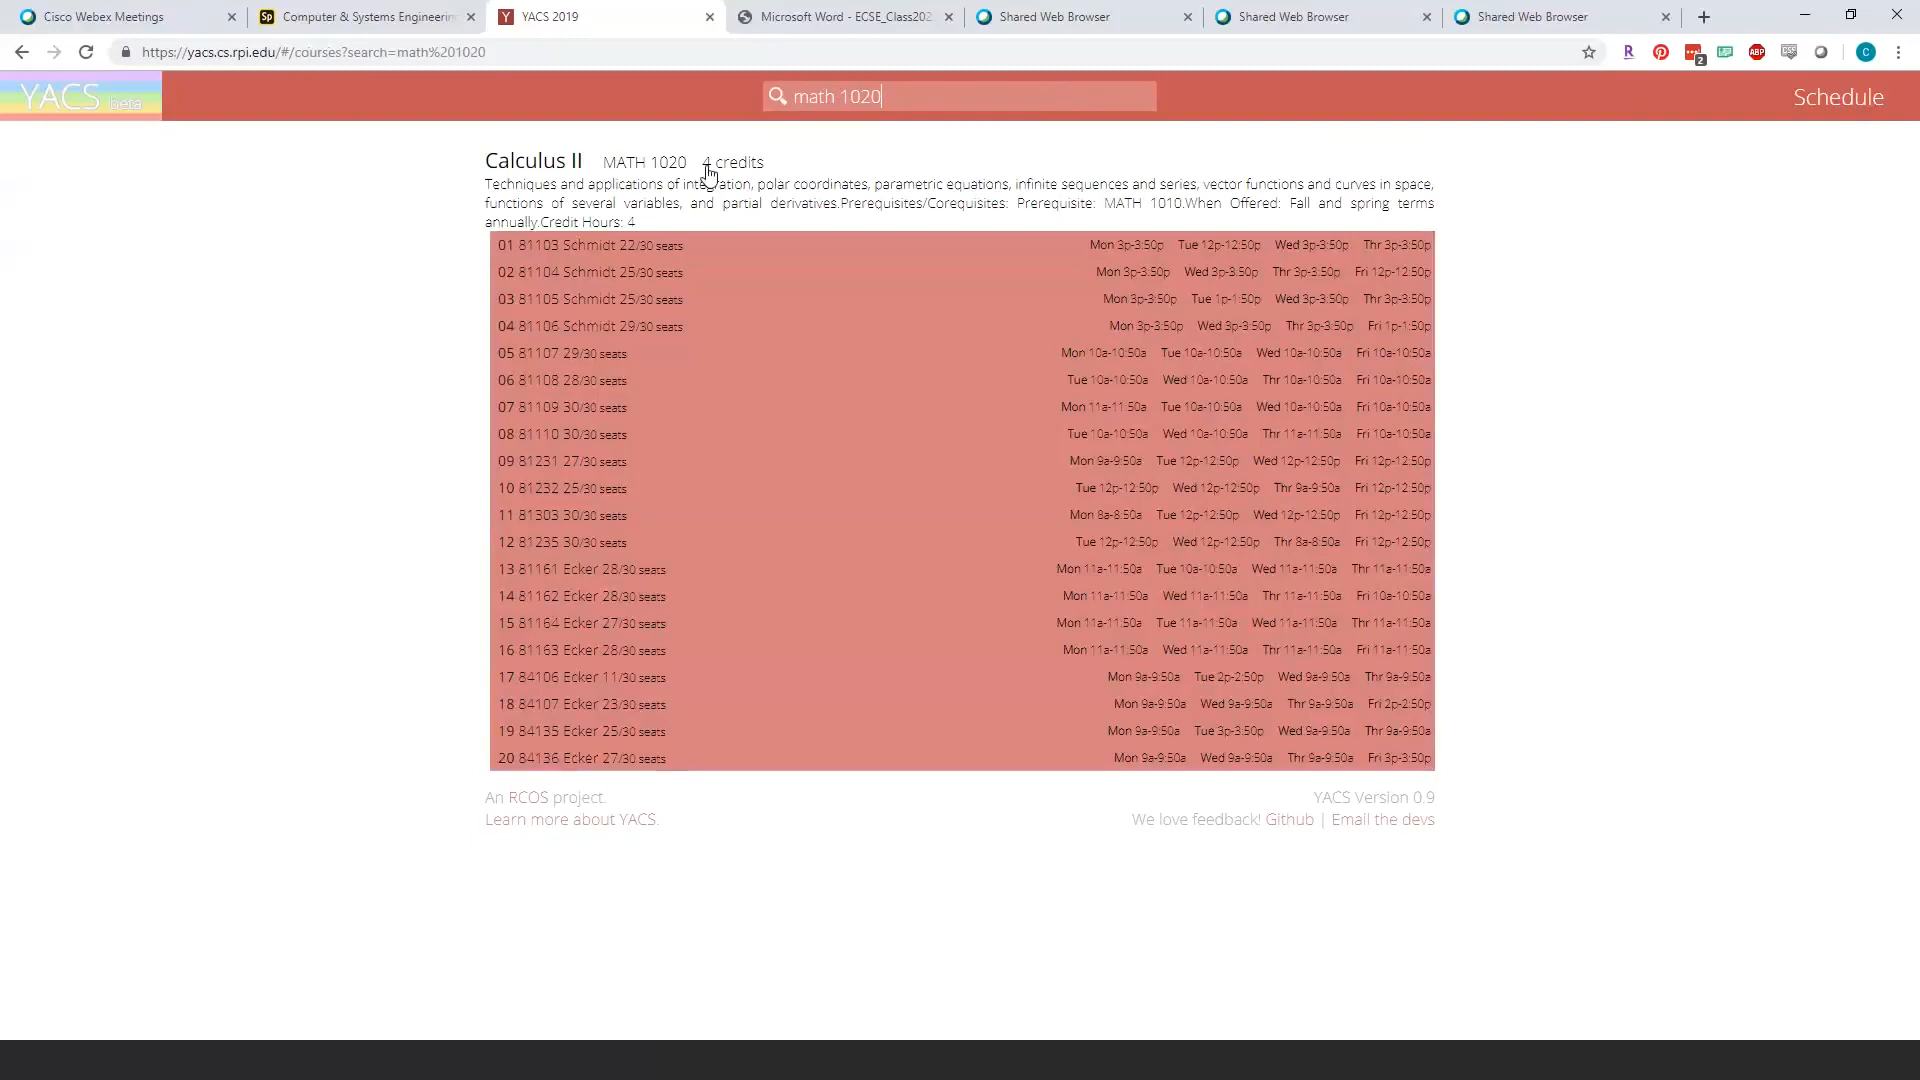 Cisco Webex Meetings
Sp Computer & Systems Engineerin
Y YACS 2019
Microsoft Word - ECSE_Class202
Shared Web Browser
Shared Web Browser
Shared Web Browser
https://yacs.cs.rpi.edu/#/courses?search=math%201020
R
2
ABP
C
YACS beta
math 1020
Schedule
Calculus II MATH 1020 4 credits
Techniques and applications of integration, polar coordinates, parametric equations, infinite sequences and series, vector functions and curves in space,
functions of several variables, and partial derivatives.Prerequisites/Corequisites: Prerequisite: MATH 1010.When Offered: Fall and spring terms
annually.Credit Hours: 4
01 81103 Schmidt 22/30 seats Mon 3p-3:50p Tue 12p-12:50p Wed 3p-3:50p Thr 3p-3:50p
02 81104 Schmidt 25/30 seats Mon 3p-3:50p Wed 3p-3:50p Thr 3p-3:50p Fri 12p-12:50p
03 81105 Schmidt 25/30 seats Mon 3p-3:50p Tue 1p-1:50p Wed 3p-3:50p Thr 3p-3:50p
04 81106 Schmidt 29/30 seats Mon 3p-3:50p Wed 3p-3:50p Thr 3p-3:50p Fri 1p-1:50p
05 81107 29/30 seats Mon 10a-10:50a Tue 10a-10:50a Wed 10a-10:50a Fri 10a-10:50a
06 81108 28/30 seats Tue 10a-10:50a Wed 10a-10:50a Thr 10a-10:50a Fri 10a-10:50a
07 81109 30/30 seats Mon 11a-11:50a Tue 10a-10:50a Wed 10a-10:50a Fri 10a-10:50a
08 81110 30/30 seats Tue 10a-10:50a Wed 10a-10:50a Thr 11a-11:50a Fri 10a-10:50a
09 81231 27/30 seats Mon 9a-9:50a Tue 12p-12:50p Wed 12p-12:50p Fri 12p-12:50p
10 81232 25/30 seats Tue 12p-12:50p Wed 12p-12:50p Thr 9a-9:50a Fri 12p-12:50p
11 81303 30/30 seats Mon 8a-8:50a Tue 12p-12:50p Wed 12p-12:50p Fri 12p-12:50p
12 81235 30/30 seats Tue 12p-12:50p Wed 12p-12:50p Thr 8a-8:50a Fri 12p-12:50p
13 81161 Ecker 28/30 seats Mon 11a-11:50a Tue 10a-10:50a Wed 11a-11:50a Thr 11a-11:50a
14 81162 Ecker 28/30 seats Mon 11a-11:50a Wed 11a-11:50a Thr 11a-11:50a Fri 10a-10:50a
15 81164 Ecker 27/30 seats Mon 11a-11:50a Tue 11a-11:50a Wed 11a-11:50a Thr 11a-11:50a
16 81163 Ecker 28/30 seats Mon 11a-11:50a Wed 11a-11:50a Thr 11a-11:50a Fri 11a-11:50a
17 84106 Ecker 11/30 seats Mon 9a-9:50a Tue 2p-2:50p Wed 9a-9:50a Thr 9a-9:50a
18 84107 Ecker 23/30 seats Mon 9a-9:50a Wed 9a-9:50a Thr 9a-9:50a Fri 2p-2:50p
19 84135 Ecker 25/30 seats Mon 9a-9:50a Tue 3p-3:50p Wed 9a-9:50a Thr 9a-9:50a
20 84136 Ecker 27/30 seats Mon 9a-9:50a Wed 9a-9:50a Thr 9a-9:50a Fri 3p-3:50p
An RCOS project. YACS Version 0.9
Learn more about YACS. We love feedback! Github | Email the devs